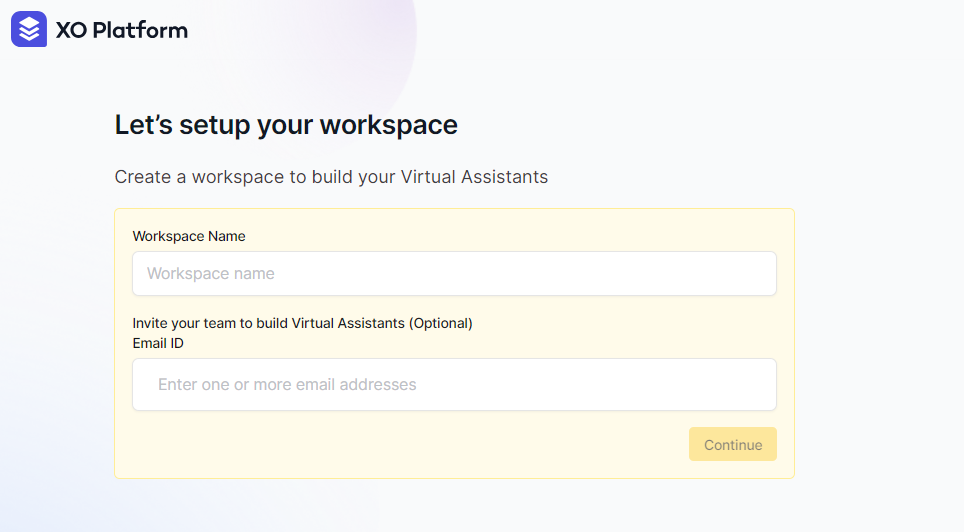 XO Platform
Let’s setup your workspace
Create a workspace to build your Virtual Assistants
Workspace Name
Workspace name
Invite your team to build Virtual Assistants (Optional)
Email ID
Enter one or more email addresses
Continue